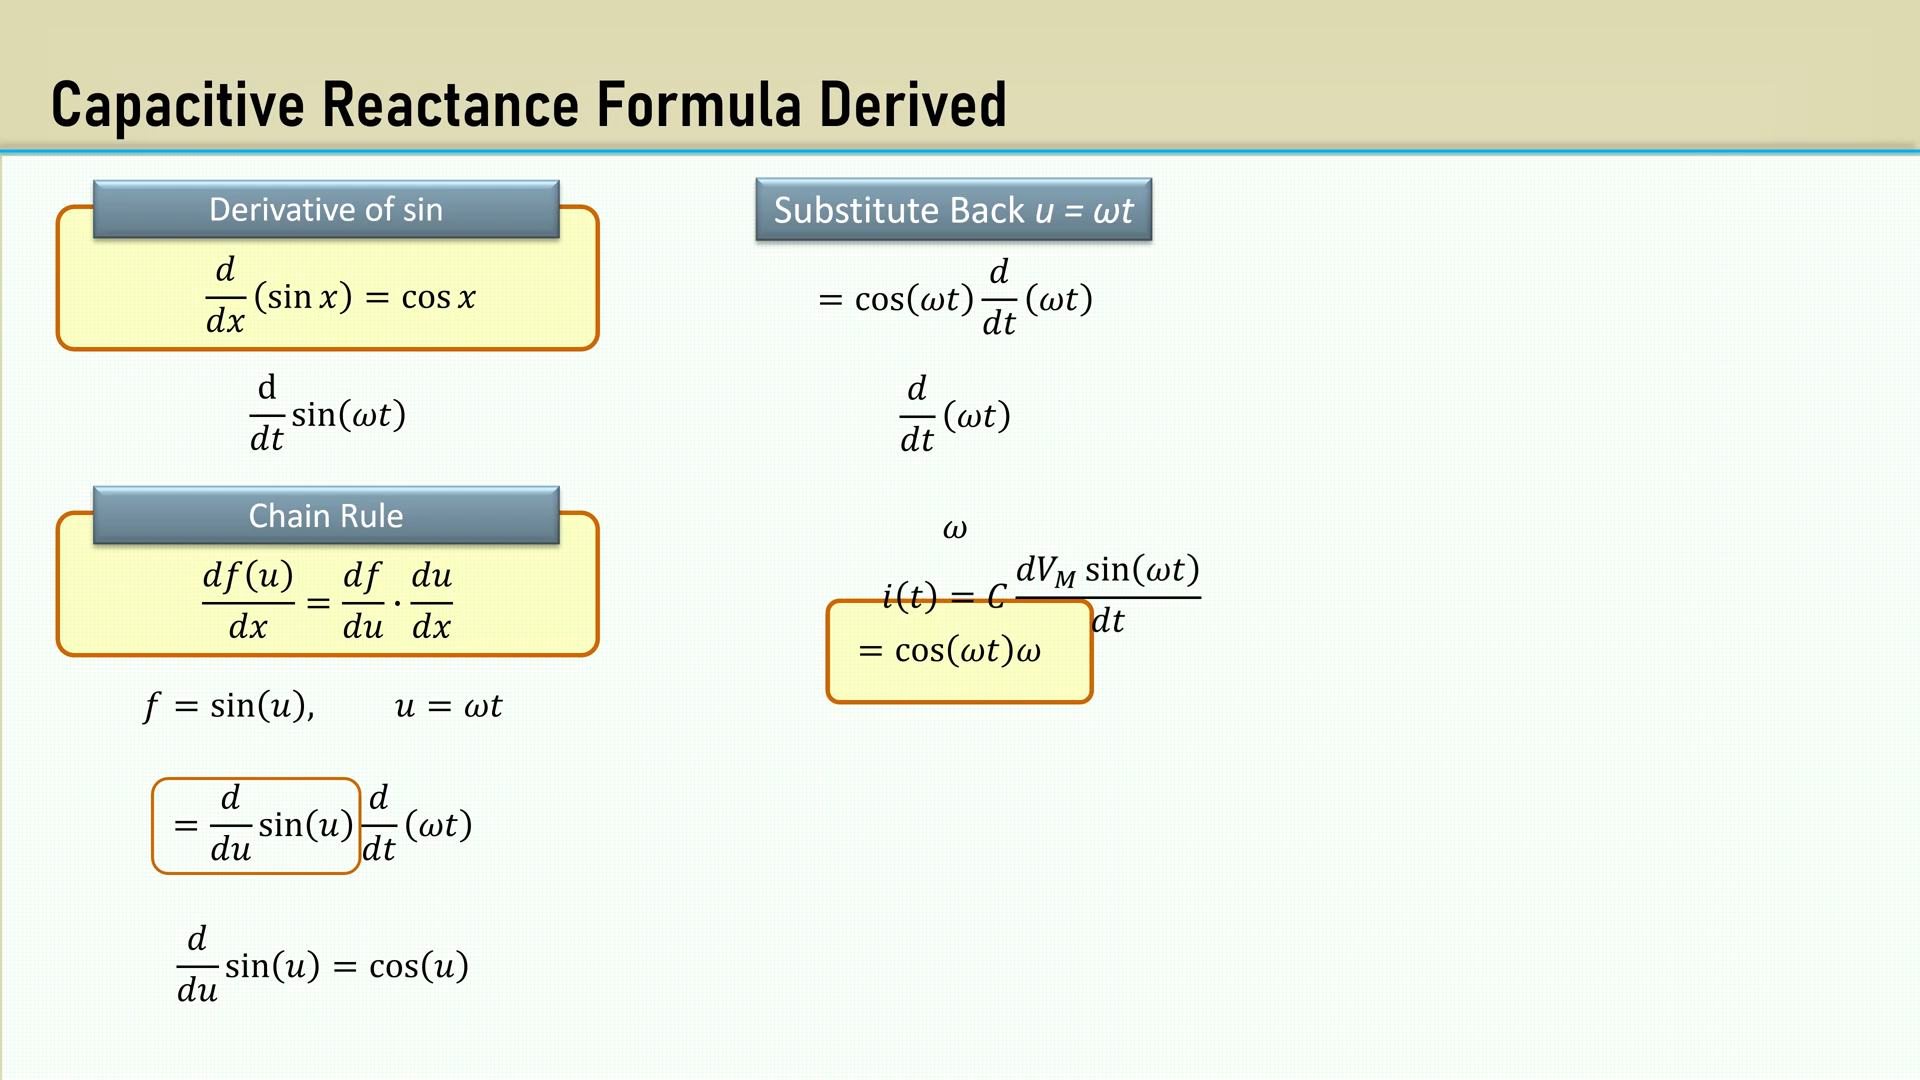 Capacitive Reactance Formula Derived
Derivative of sin
d/dx (sin x) = cos x
d/dt sin(ωt)
Chain Rule
df(u)/dx = df/du · du/dx
f = sin(u), u = ωt
= d/du sin(u) d/dt (ωt)
d/du sin(u) = cos(u)
Substitute Back u = ωt
= cos(ωt) d/dt (ωt)
d/dt (ωt)
ω
i(t) = C dV_M sin(ωt)/dt
= cos(ωt)ω